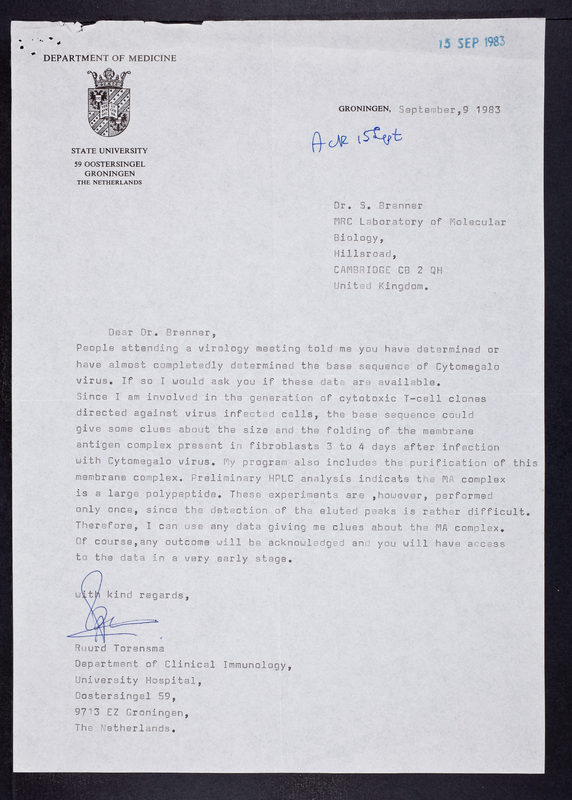 15 SEP 1983
DEPARTMENT OF MEDICINE
STATE UNIVERSITY
59 OOSTERSINGEL
GRONINGEN
THE NETHERLANDS
GRONINGEN, September,9 1983
Ack 15 Sept
Dr. S. Brenner
MRC Laboratory of Molecular
Biology,
Hillsroad,
CAMBRIDGE CB 2 QH
United Kingdom.
Dear Dr. Brenner,
People attending a virology meeting told me you have determined or
have almost completedly determined the base sequence of Cytomegalo
virus. If so I would ask you if these data are available.
Since I am involved in the generation of cytotoxic T-cell clones
directed against virus infected cells, the base sequence could
give some clues about the size and the folding of the membrane
antigen complex present in fibroblasts 3 to 4 days after infection
with Cytomegalo virus. My program also includes the purification of this
membrane complex. Preliminary HPLC analysis indicate the MA complex
is a large polypeptide. These experiments are ,however, performed
only once, since the detection of the eluted peaks is rather difficult.
Therefore, I can use any data giving me clues about the MA complex.
Of course,any outcome will be acknowledged and you will have access
to the data in a very early stage.
with kind regards,
Ruurd Torensma
Department of Clinical Immunology,
University Hospital,
Oostersingel 59,
9713 EZ Groningen,
The Netherlands.